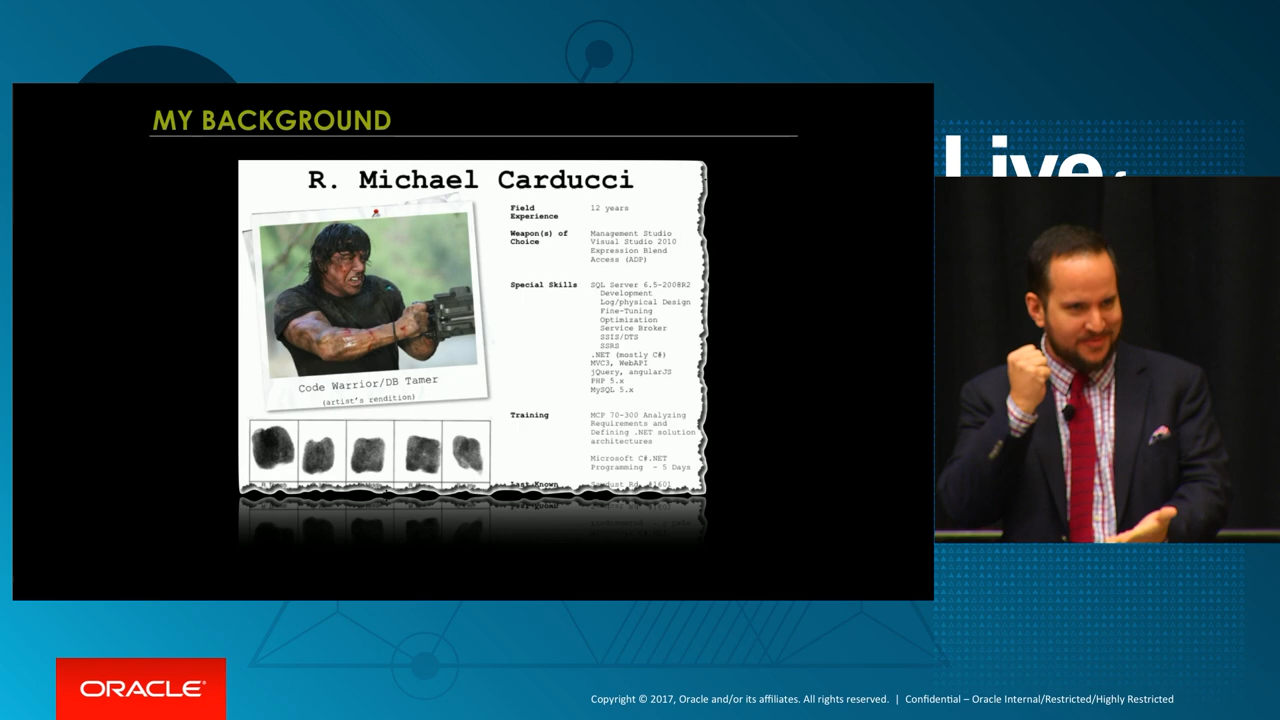 Live
MY BACKGROUND
R. Michael Carducci
Field
Experience
12 years
Weapon(s) of
Choice
Management Studio
Visual Studio 2010
Expression Blend
Access (ADP)
Special Skills
SQL Server 6.5-2008R2
Development
Log/physical Design
Fine-Tuning
Optimization
Service Broker
SSIS/DTS
SSRS
.NET (mostly C#)
MVC3, WebAPI
jQuery, angularJS
PHP 5.x
MySQL 5.x
Code Warrior/DB Tamer
(artist's rendition)
Training
MCP 70-300 Analyzing
Requirements and
Defining .NET solution
architectures
Microsoft C#.NET
Programming - 5 Days
Last Known
ORACLE®
Copyright © 2017, Oracle and/or its affiliates. All rights reserved. | Confidential – Oracle Internal/Restricted/Highly Restricted